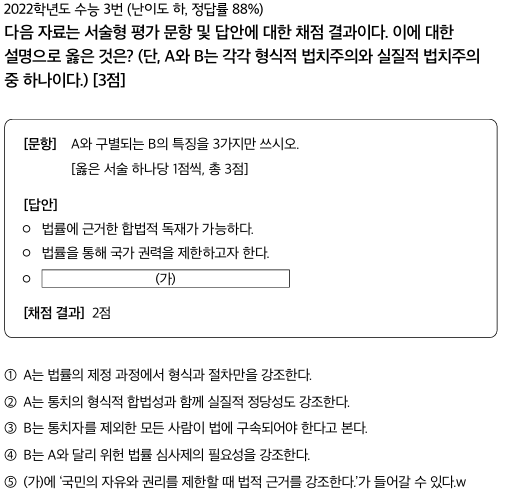 2022학년도 수능 3번 (난이도 하, 정답률 88%)
다음 자료는 서술형 평가 문항 및 답안에 대한 채점 결과이다. 이에 대한
설명으로 옳은 것은? (단, A와 B는 각각 형식적 법치주의와 실질적 법치주의
중 하나이다.) [3점]
[문항] A와 구별되는 B의 특징을 3가지만 쓰시오.
[옳은 서술 하나당 1점씩, 총 3점]
[답안]
○ 법률에 근거한 합법적 독재가 가능하다.
○ 법률을 통해 국가 권력을 제한하고자 한다.
○ (가)
[채점 결과] 2점
① A는 법률의 제정 과정에서 형식과 절차만을 강조한다.
② A는 통치의 형식적 합법성과 함께 실질적 정당성도 강조한다.
③ B는 통치자를 제외한 모든 사람이 법에 구속되어야 한다고 본다.
④ B는 A와 달리 위헌 법률 심사제의 필요성을 강조한다.
⑤ (가)에 ‘국민의 자유와 권리를 제한할 때 법적 근거를 강조한다.’가 들어갈 수 있다.w